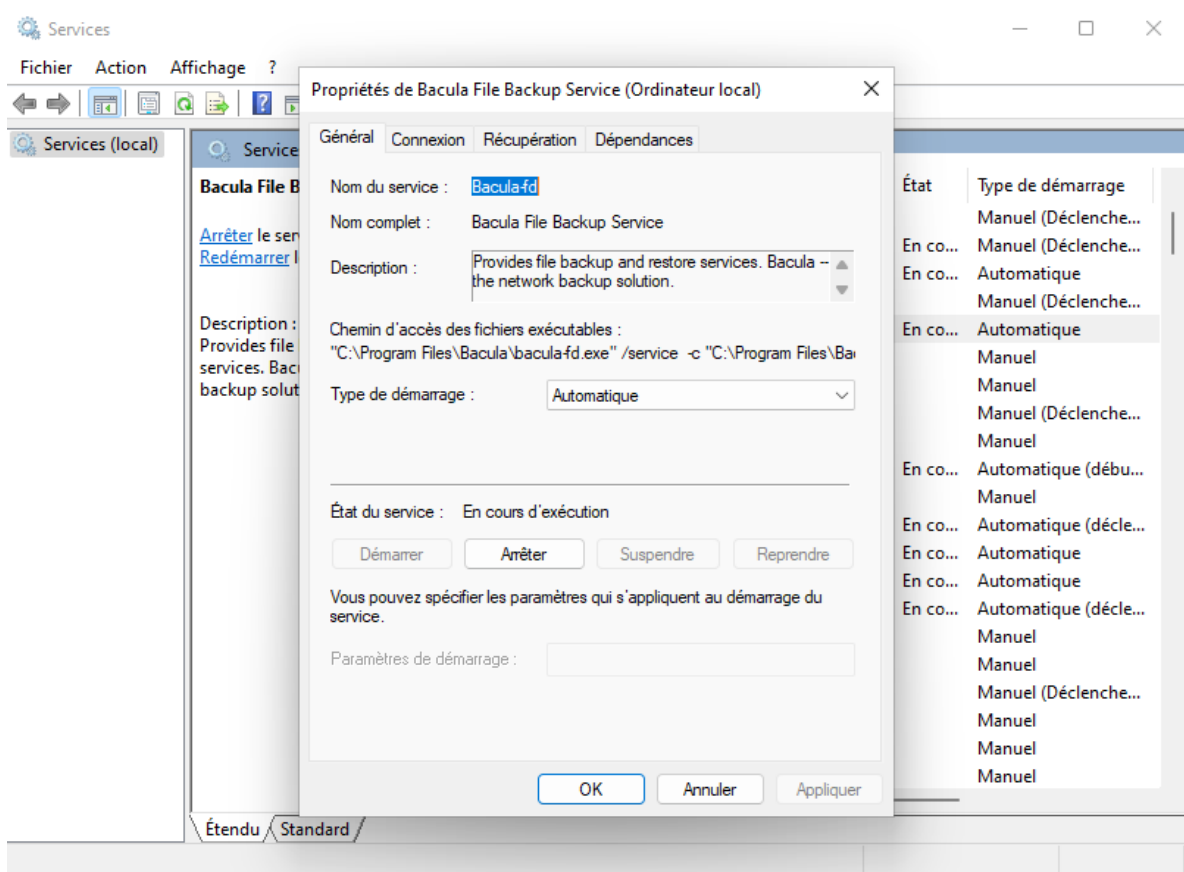 Services
Fichier Action Affichage ?
Services (local)
Service
Bacula File B
Arrêter le ser
Redémarrer l
Description :
Provides file
services. Bacu
backup solut
Propriétés de Bacula File Backup Service (Ordinateur local)
Général Connexion Récupération Dépendances
Nom du service : Bacula-fd
Nom complet : Bacula File Backup Service
Description : Provides file backup and restore services. Bacula --
the network backup solution.
Chemin d'accès des fichiers exécutables :
"C:\Program Files\Bacula\bacula-fd.exe" /service -c "C:\Program Files\Bac
Type de démarrage : Automatique
État du service : En cours d'exécution
Démarrer Arrêter Suspendre Reprendre
Vous pouvez spécifier les paramètres qui s'appliquent au démarrage du
service.
Paramètres de démarrage :
OK Annuler Appliquer
État Type de démarrage
Manuel (Déclenche...
En co... Manuel (Déclenche...
En co... Automatique
Manuel (Déclenche...
En co... Automatique
Manuel
Manuel
Manuel (Déclenche...
Manuel
En co... Automatique (débu...
Manuel
En co... Automatique (décle...
En co... Automatique
En co... Automatique
En co... Automatique (décle...
Manuel
Manuel
Manuel (Déclenche...
Manuel
Manuel
Manuel
Étendu Standard